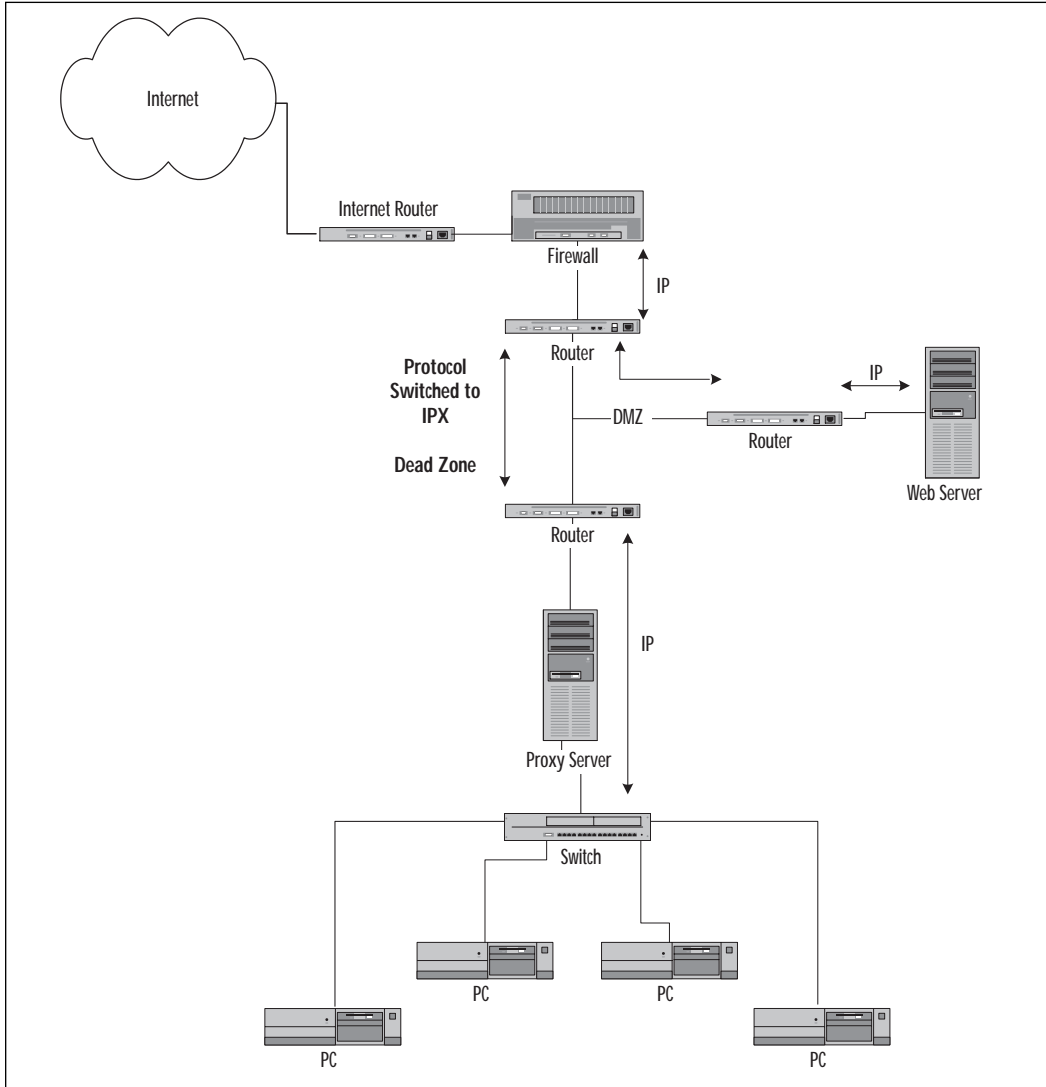 Internet
Internet Router
Firewall
IP
Router
Protocol
Switched to
IPX
Dead Zone
DMZ
IP
Router
Web Server
Router
IP
Proxy Server
Switch
PC
PC
PC
PC